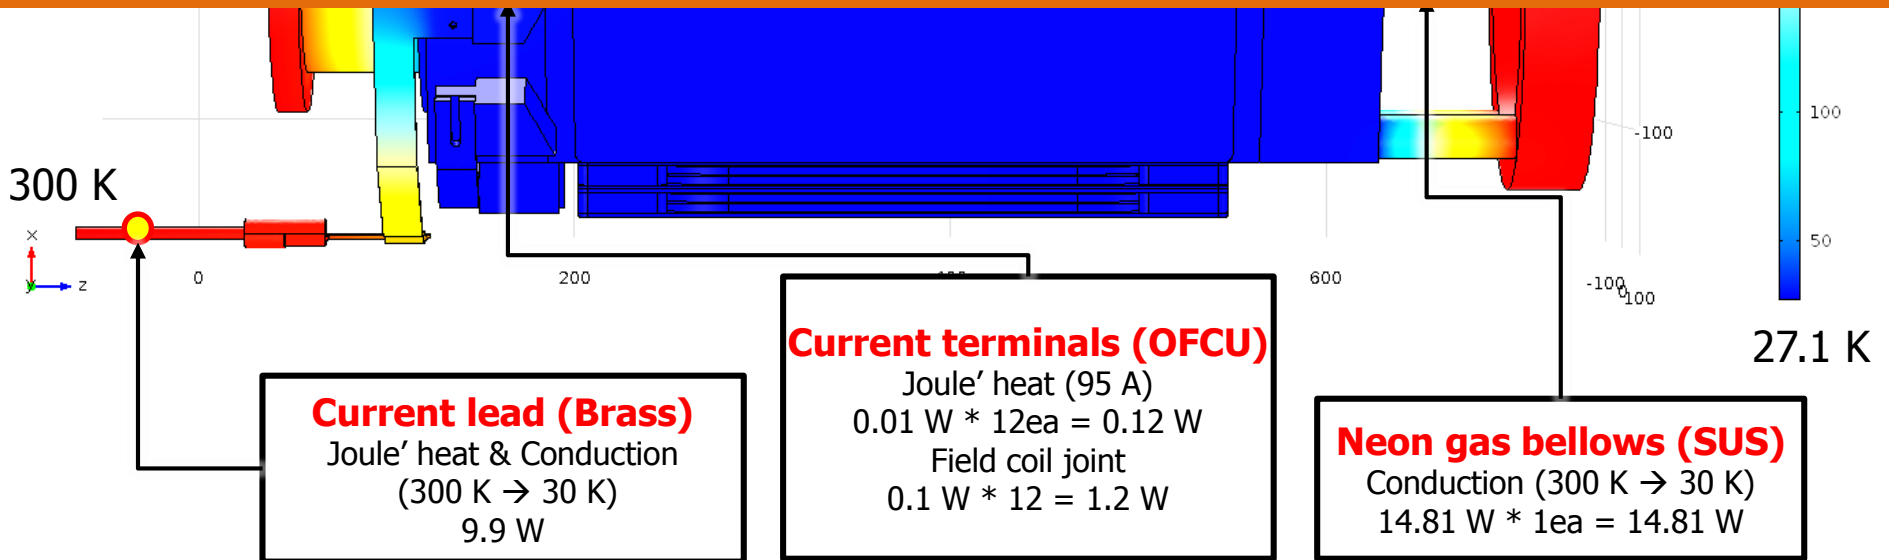 100
-100
300 K
50
x
y
z
0
200
600
-100
0
100
27.1 K
Current lead (Brass)
Joule’ heat & Conduction
(300 K → 30 K)
9.9 W
Current terminals (OFCU)
Joule’ heat (95 A)
0.01 W * 12ea = 0.12 W
Field coil joint
0.1 W * 12 = 1.2 W
Neon gas bellows (SUS)
Conduction (300 K → 30 K)
14.81 W * 1ea = 14.81 W